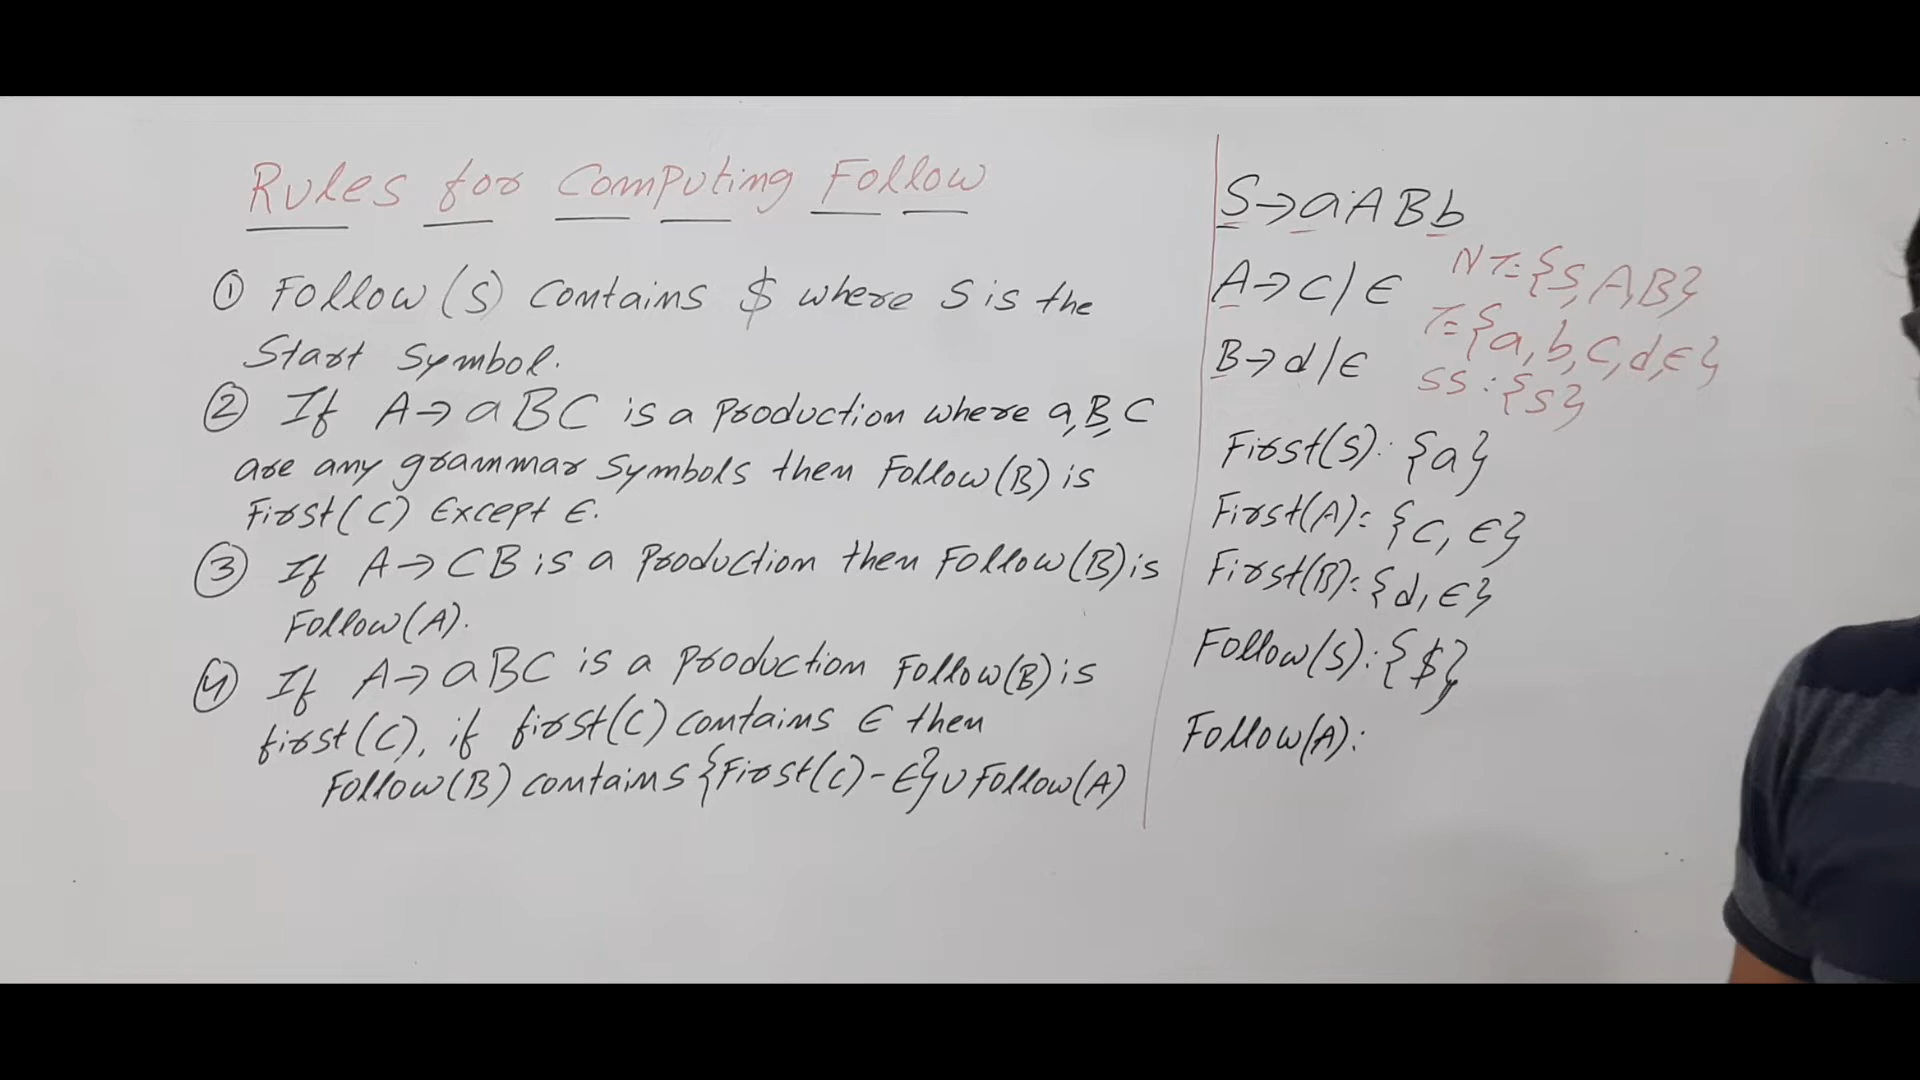 Rules for Computing Follow
① Follow(S) contains $ where S is the
Start Symbol.
② If A→aBC is a production where a,B,C
are any grammar symbols then Follow(B) is
First(C) Except ϵ.
③ If A→CB is a production then Follow(B) is
Follow(A).
④ If A→aBC is a production Follow(B) is
first(C), if first(C) contains ϵ then
Follow(B) contains {First(C)-ϵ}∪Follow(A)
S→aABb
NT={S,A,B}
A→c/ϵ
T={a,b,c,d,ϵ}
B→d/ϵ
SS:{S}
First(S):{a}
First(A)={c,ϵ}
First(B):{d,ϵ}
Follow(S):{$}
Follow(A):